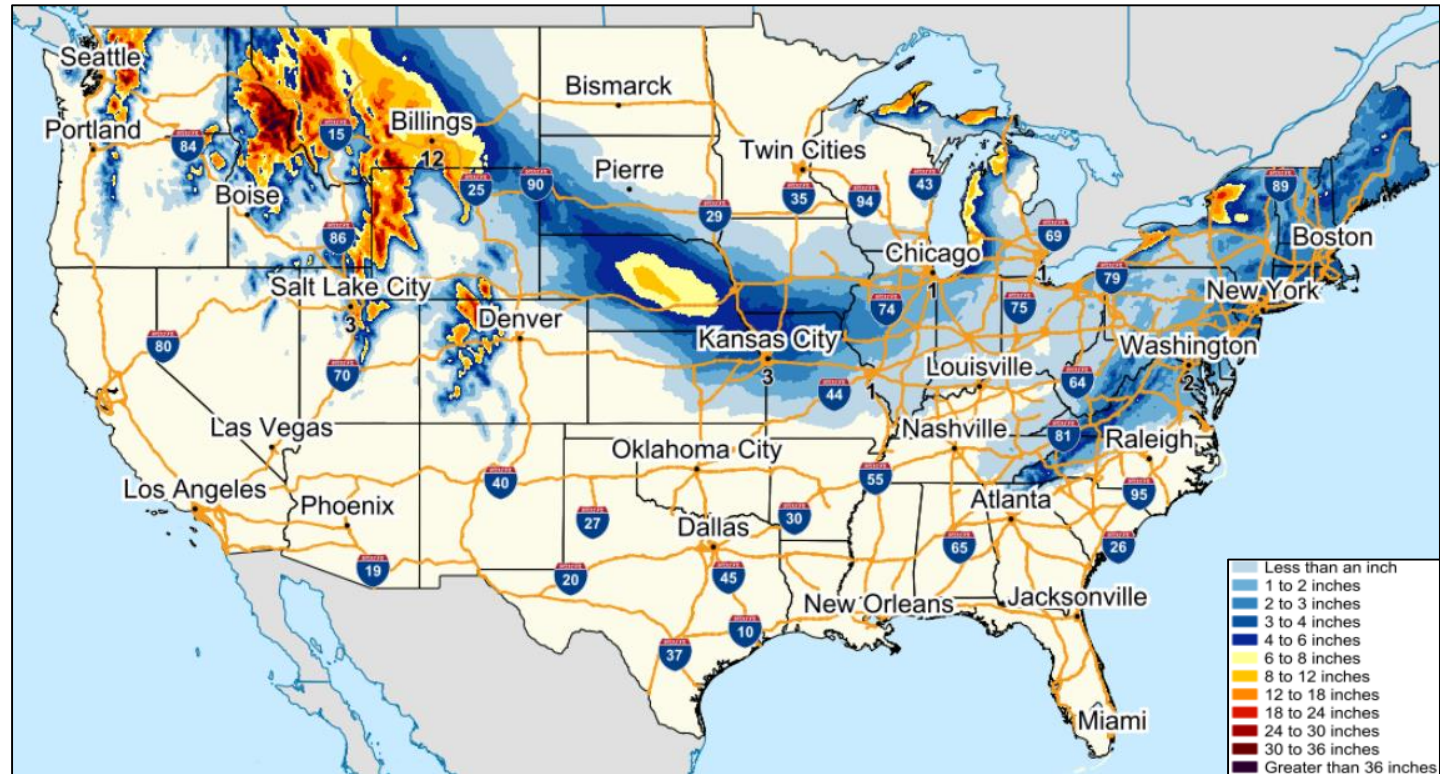 Seattle
Portland
84
15
Billings
12
Bismarck
Boise
25
90
Pierre
Twin Cities
35
94
43
29
86
Salt Lake City
3
Denver
80
70
Chicago
1
69
1
89
Boston
79
New York
74
75
Kansas City
3
Washington
2
Louisville
64
44
1
Las Vegas
Nashville
81
Raleigh
Los Angeles
Phoenix
40
Oklahoma City
55
95
27
30
Atlanta
Dallas
65
26
19
20
45
New Orleans
Jacksonville
10
37
Miami
Less than an inch
1 to 2 inches
2 to 3 inches
3 to 4 inches
4 to 6 inches
6 to 8 inches
8 to 12 inches
12 to 18 inches
18 to 24 inches
24 to 30 inches
30 to 36 inches
Greater than 36 inches